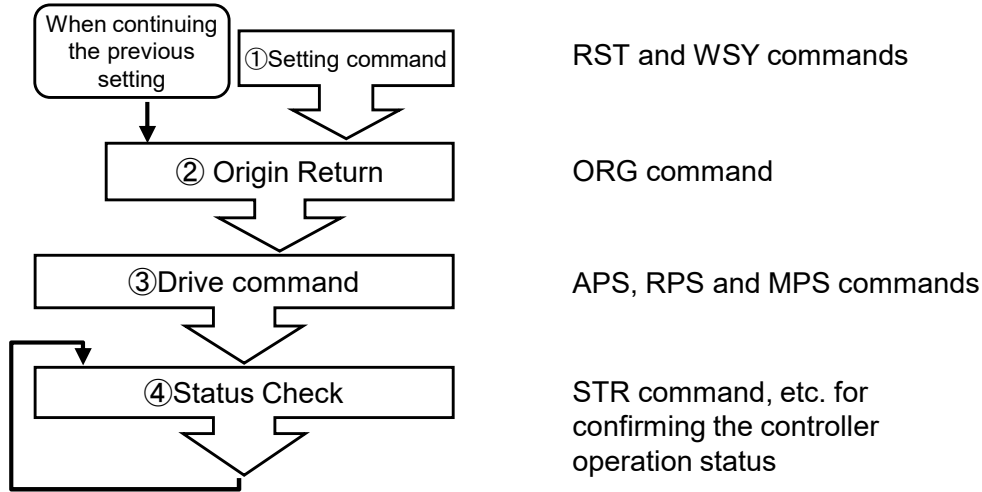 When continuing
the previous
setting
①Setting command
RST and WSY commands
② Origin Return
ORG command
③Drive command
APS, RPS and MPS commands
④Status Check
STR command, etc. for
confirming the controller
operation status